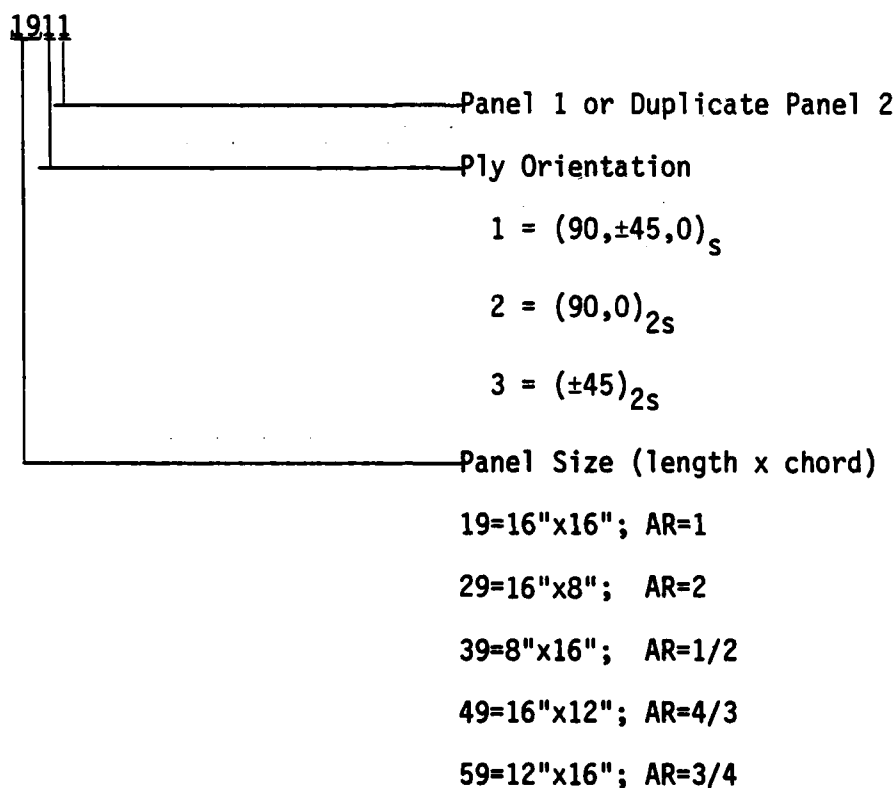 1911
Panel 1 or Duplicate Panel 2
Ply Orientation
1 = (90,±45,0)s
2 = (90,0)2s
3 = (±45)2s
Panel Size (length x chord)
19=16"x16"; AR=1
29=16"x8"; AR=2
39=8"x16"; AR=1/2
49=16"x12"; AR=4/3
59=12"x16"; AR=3/4